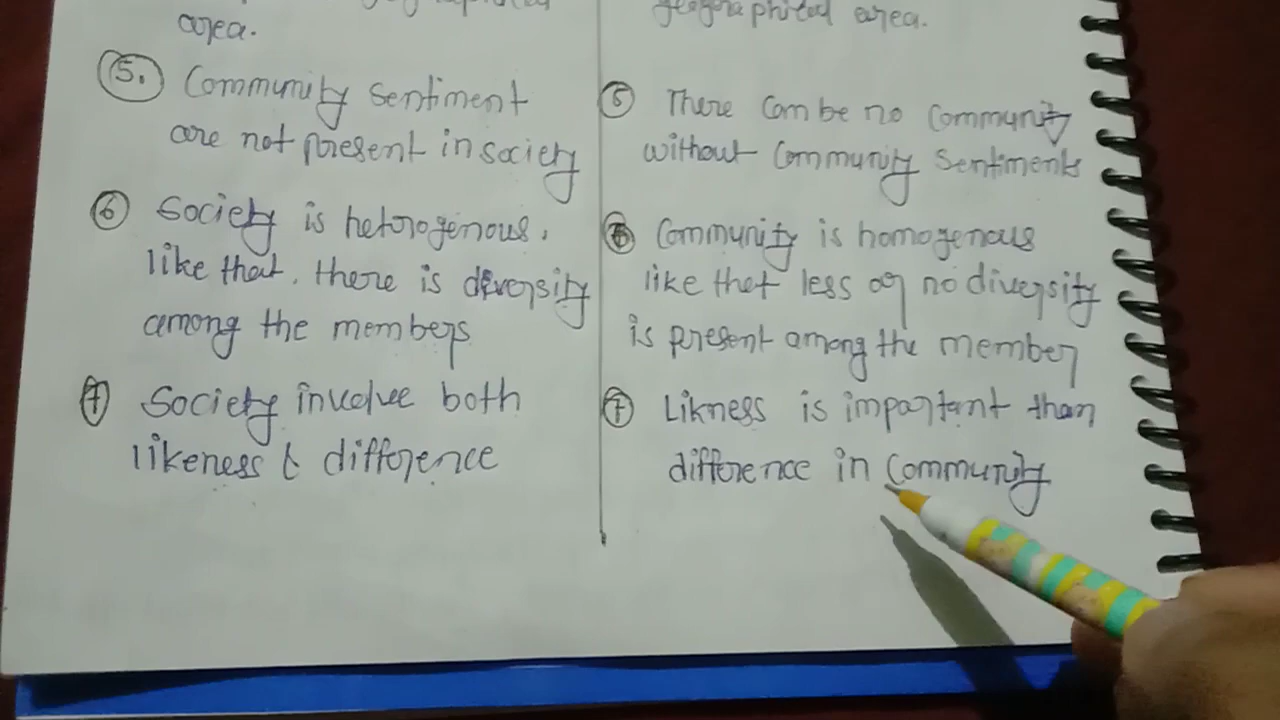 area.
5. Community sentiment
are not present in society
6 Society is heterogenous,
like that, there is diversity
among the members
7 Society involve both
likeness & difference
geographical area.
5 There can be no community
without community sentiments
6 Community is homogenous
like that less or no diversity
is present among the member
7 Likness is important than
difference in community